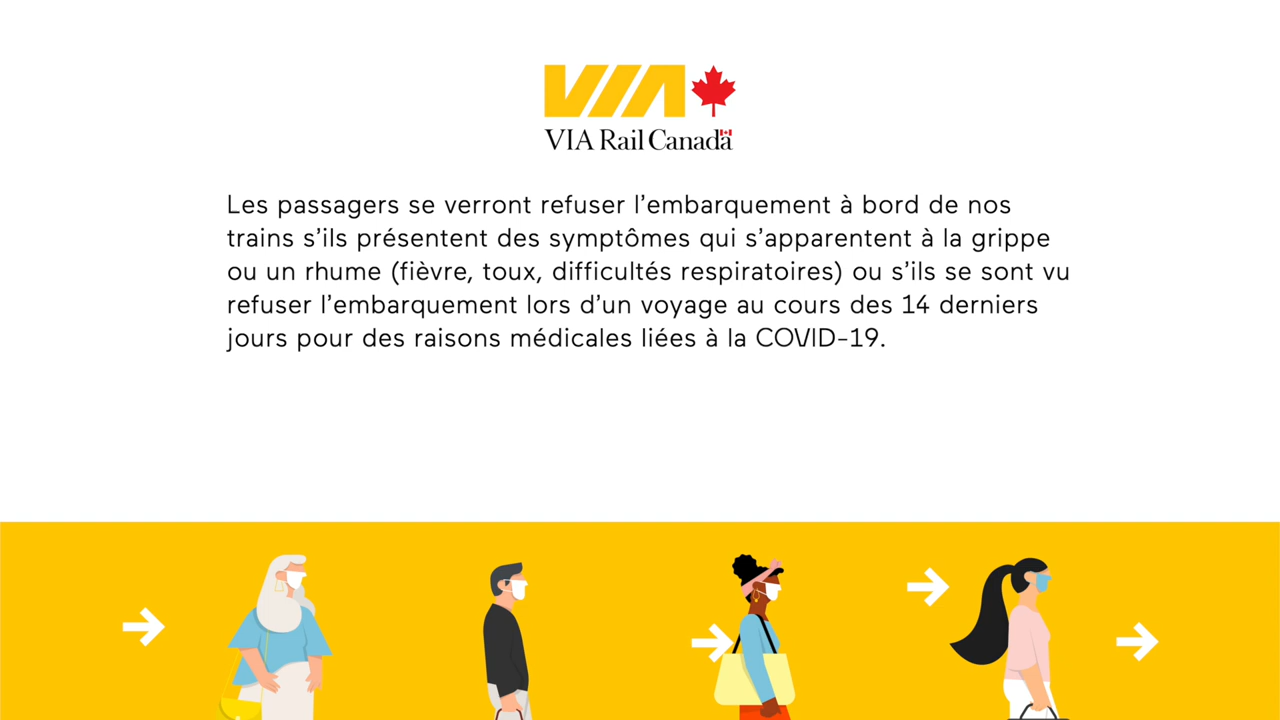 VIA
VIA Rail Canada
Les passagers se verront refuser l’embarquement à bord de nos
trains s’ils présentent des symptômes qui s’apparentent à la grippe
ou un rhume (fièvre, toux, difficultés respiratoires) ou s’ils se sont vu
refuser l’embarquement lors d’un voyage au cours des 14 derniers
jours pour des raisons médicales liées à la COVID-19.